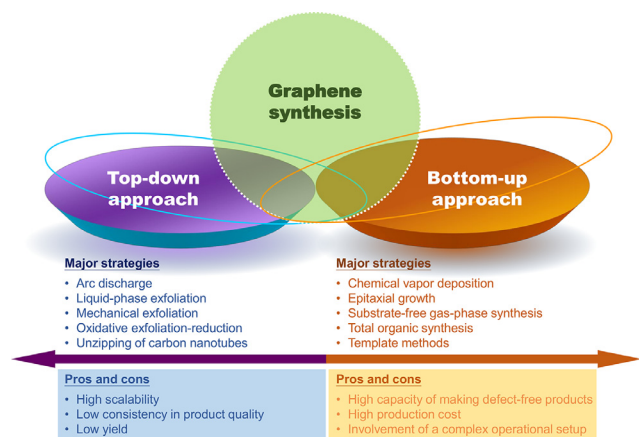 Graphene
synthesis
Top-down
approach
Bottom-up
approach
Major strategies
• Arc discharge
• Liquid-phase exfoliation
• Mechanical exfoliation
• Oxidative exfoliation-reduction
• Unzipping of carbon nanotubes
Major strategies
• Chemical vapor deposition
• Epitaxial growth
• Substrate-free gas-phase synthesis
• Total organic synthesis
• Template methods
Pros and cons
• High scalability
• Low consistency in product quality
• Low yield
Pros and cons
• High capacity of making defect-free products
• High production cost
• Involvement of a complex operational setup